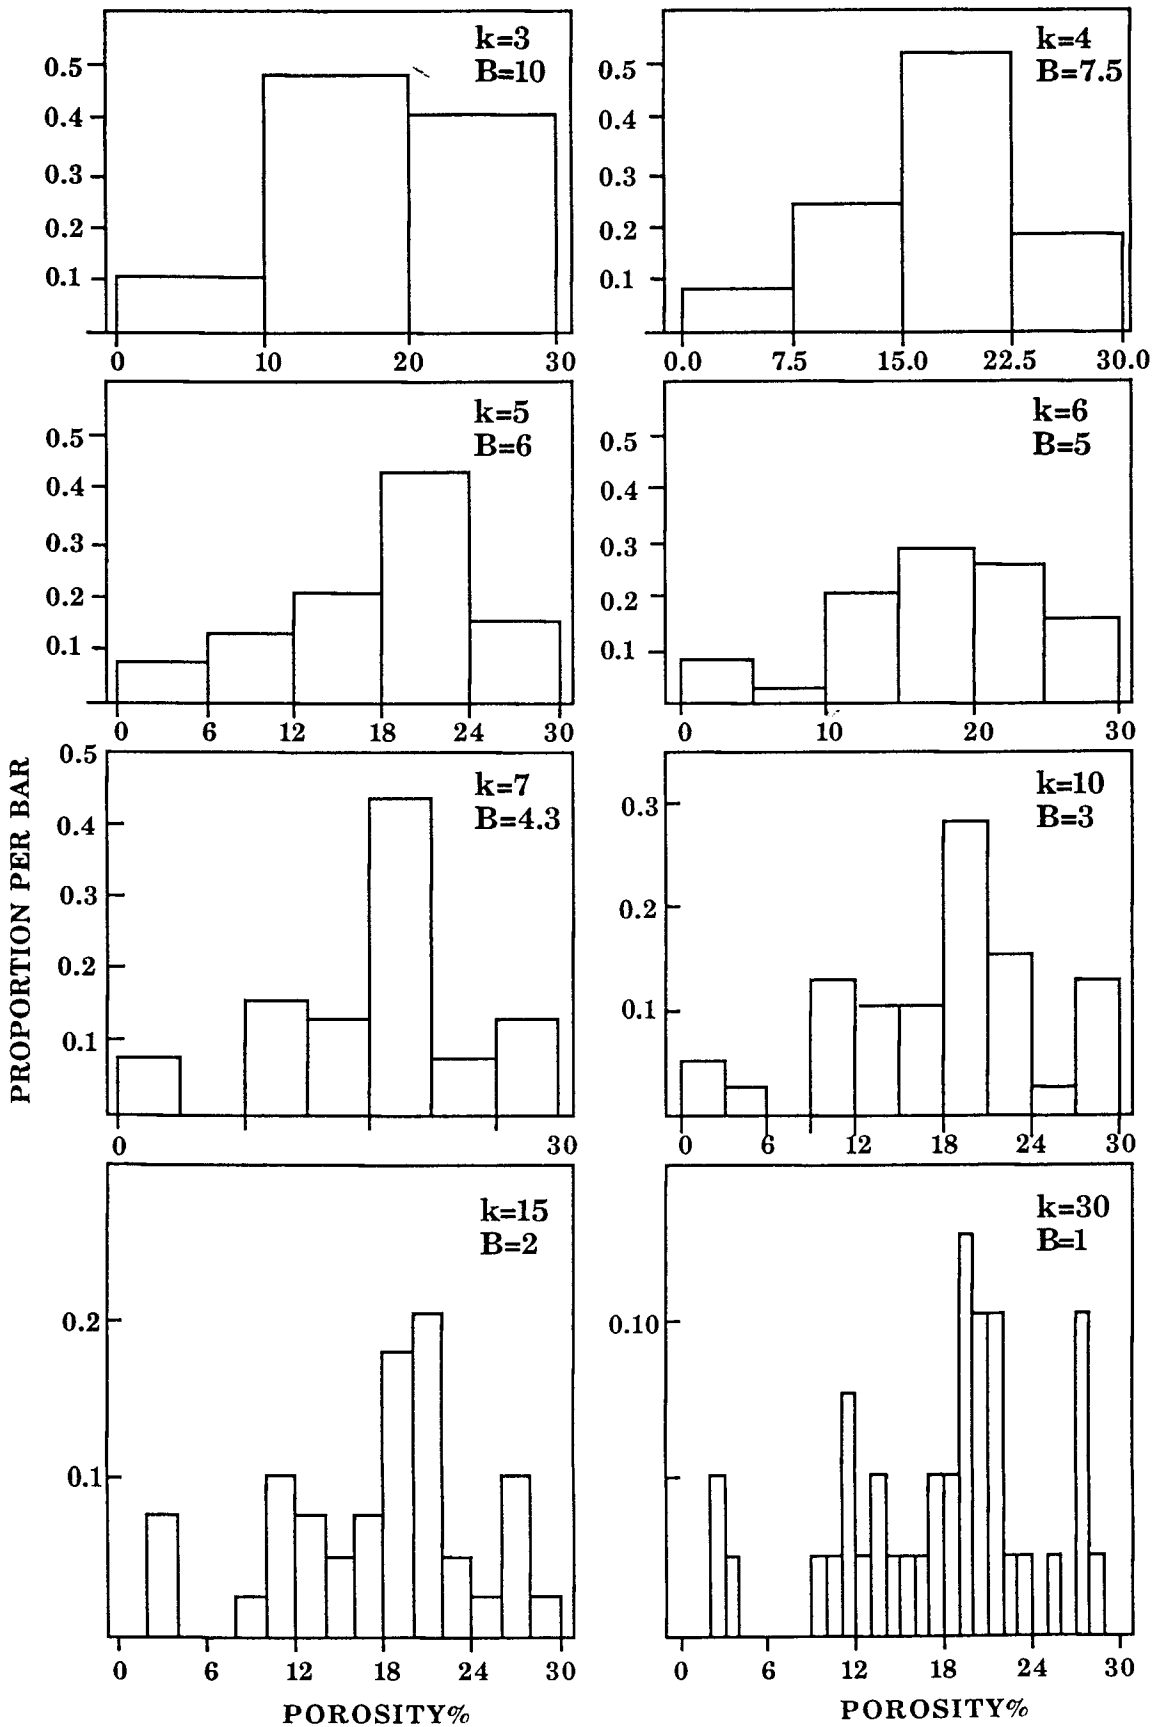 k=3
B=10
0.5
0.4
0.3
0.2
0.1
0 10 20 30
k=4
B=7.5
0.5
0.4
0.3
0.2
0.1
0.0 7.5 15.0 22.5 30.0
k=5
B=6
0.5
0.4
0.3
0.2
0.1
0 6 12 18 24 30
k=6
B=5
0.5
0.4
0.3
0.2
0.1
0 10 20 30
PROPORTION PER BAR
k=7
B=4.3
0.5
0.4
0.3
0.2
0.1
0 30
k=10
B=3
0.3
0.2
0.1
0 6 12 18 24 30
k=15
B=2
0.2
0.1
0 6 12 18 24 30
POROSITY%
k=30
B=1
0.10
0 6 12 18 24 30
POROSITY%